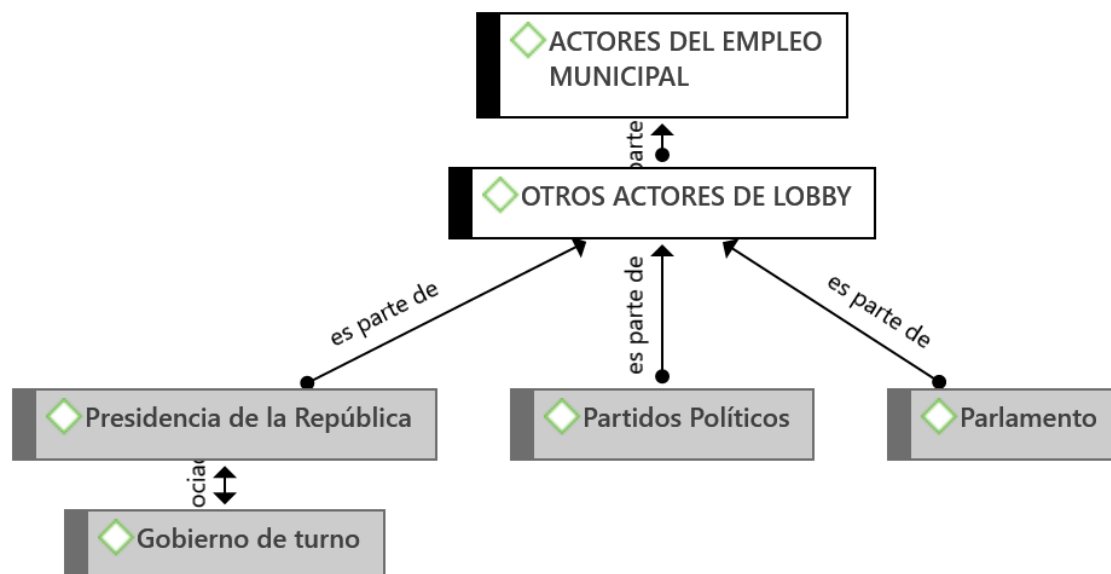 ACTORES DEL EMPLEO
MUNICIPAL
parte
OTROS ACTORES DE LOBBY
es parte de
es parte de
es parte de
Presidencia de la República
Partidos Políticos
Parlamento
Gobierno de turno